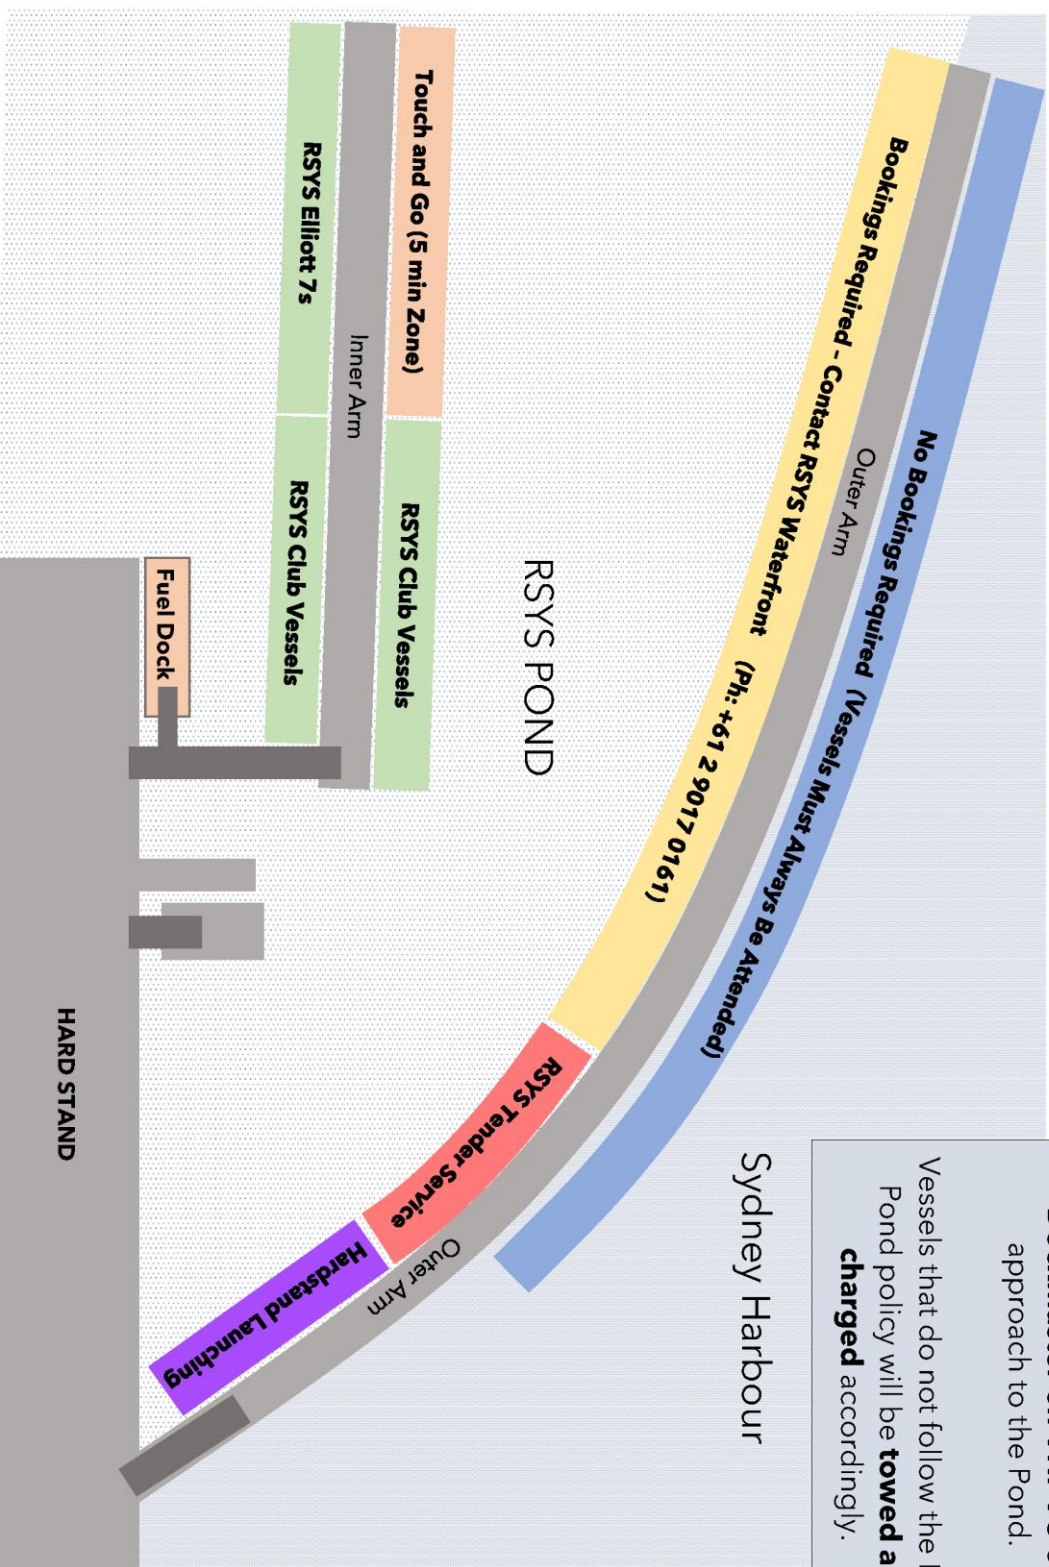 approach to the Pond.
Vessels that do not follow the
Pond policy will be towed
charged accordingly.
Sydney Harbour
No Bookings Required (Vessels Must Always Be Attended)
Outer Arm
Bookings Required - Contact RSYS Waterfront (Ph: +61 2 9017 0161)
RSYS Tender Service
Outer Arm
Hardstand Launching
RSYS POND
Touch and Go (5 min Zone)
RSYS Club Vessels
Inner Arm
RSYS Elliott 7s
RSYS Club Vessels
Fuel Dock
HARD STAND